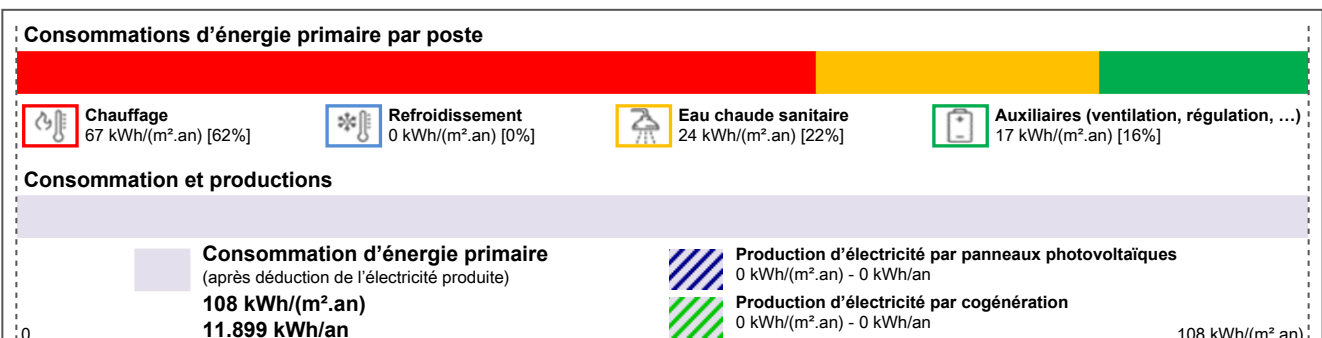 Consommations d’énergie primaire par poste
Chauffage
67 kWh/(m².an) [62%]
Refroidissement
0 kWh/(m².an) [0%]
Eau chaude sanitaire
24 kWh/(m².an) [22%]
Auxiliaires (ventilation, régulation, …)
17 kWh/(m².an) [16%]
Consommation et productions
Consommation d’énergie primaire
(après déduction de l’électricité produite)
108 kWh/(m².an)
11.899 kWh/an
Production d’électricité par panneaux photovoltaïques
0 kWh/(m².an) - 0 kWh/an
Production d’électricité par cogénération
0 kWh/(m².an) - 0 kWh/an
0
108 kWh/(m².an)